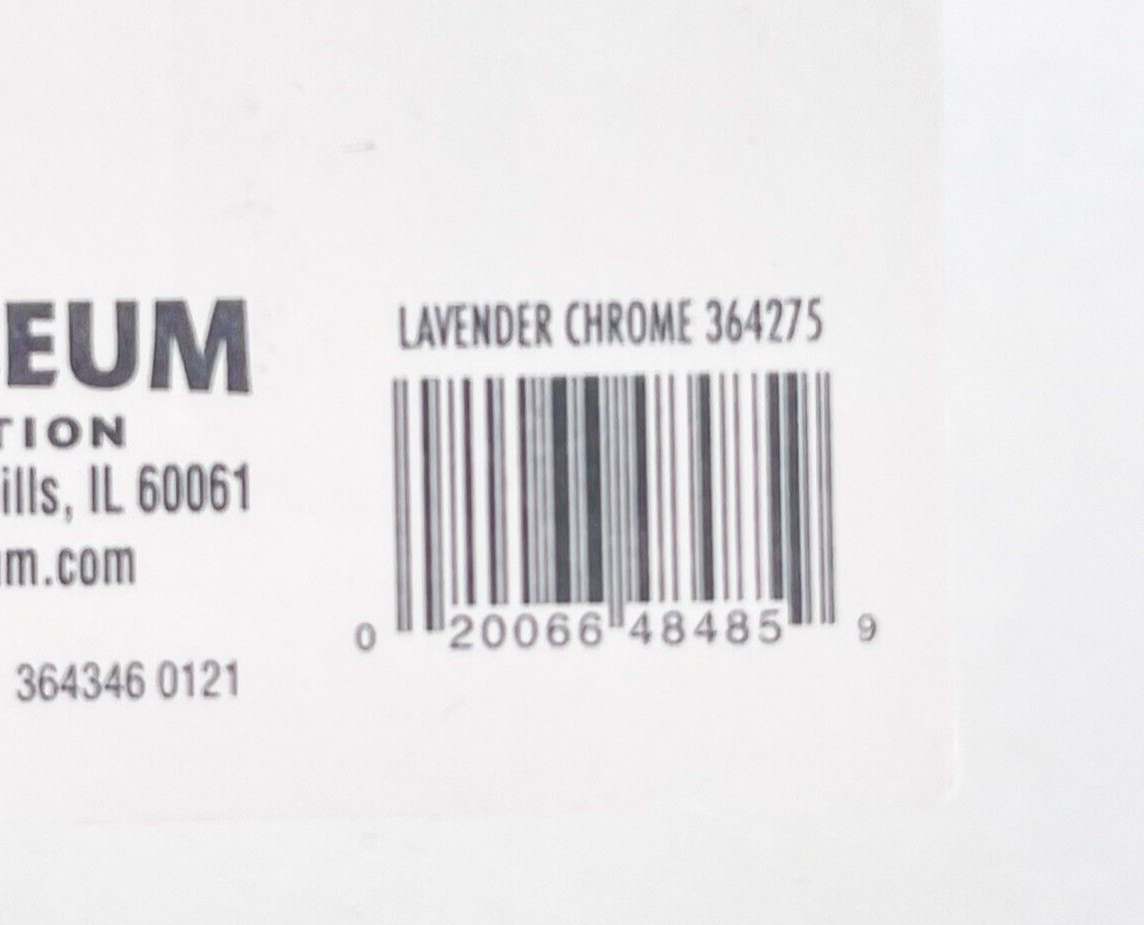 EUM
TION
ills, IL 60061
m.com
364346 0121
LAVENDER CHROME 364275
0 20066 48485 9